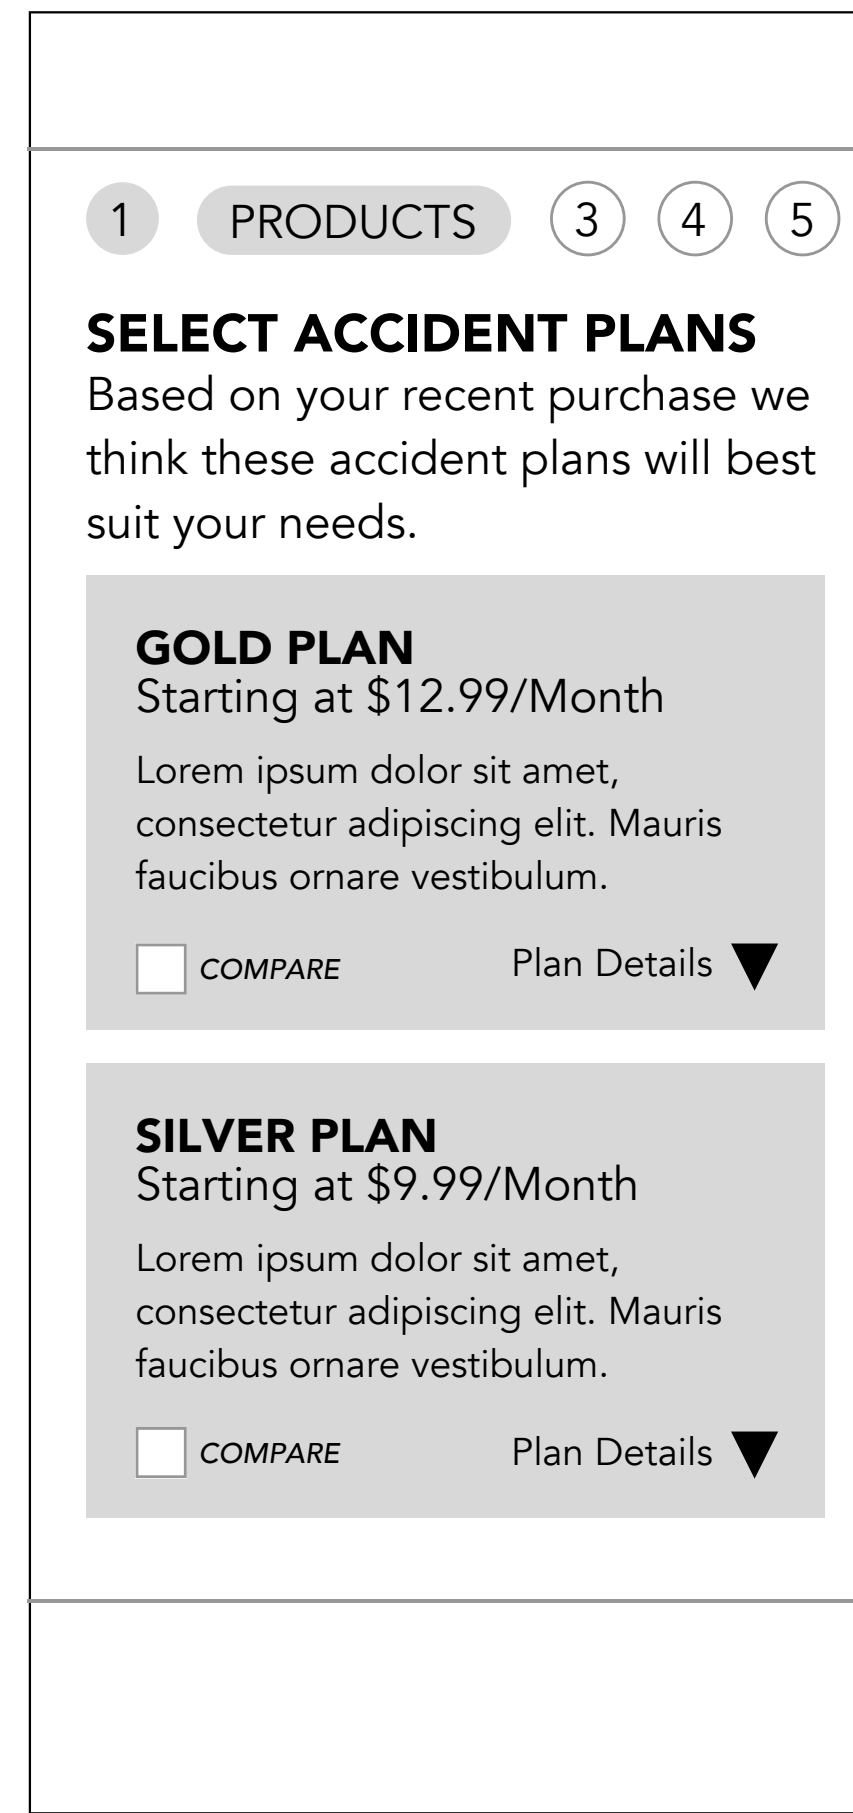 1 PRODUCTS 3 4 5
SELECT ACCIDENT PLANS
Based on your recent purchase we
think these accident plans will best
suit your needs.
GOLD PLAN
Starting at $12.99/Month
Lorem ipsum dolor sit amet,
consectetur adipiscing elit. Mauris
faucibus ornare vestibulum.
COMPARE Plan Details
SILVER PLAN
Starting at $9.99/Month
Lorem ipsum dolor sit amet,
consectetur adipiscing elit. Mauris
faucibus ornare vestibulum.
COMPARE Plan Details